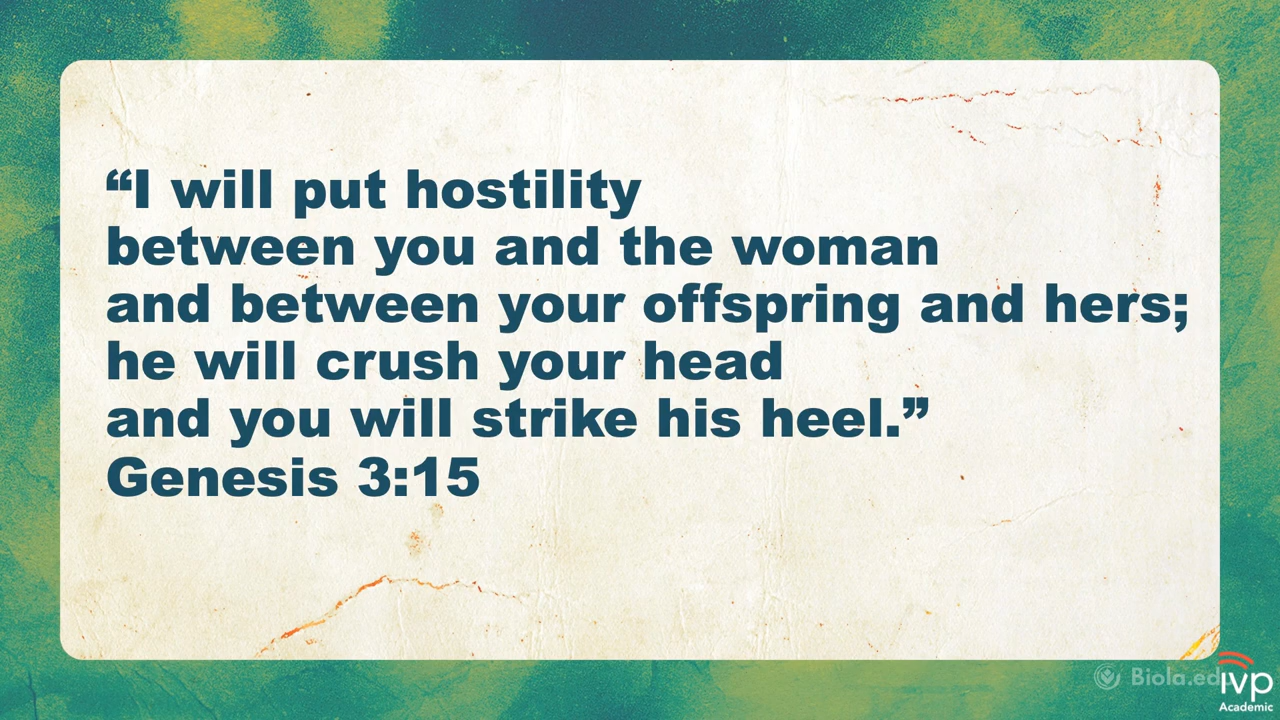 “I will put hostility
between you and the woman
and between your offspring and hers;
he will crush your head
and you will strike his heel.”
Genesis 3:15
Biola.ed
ivp
Academic